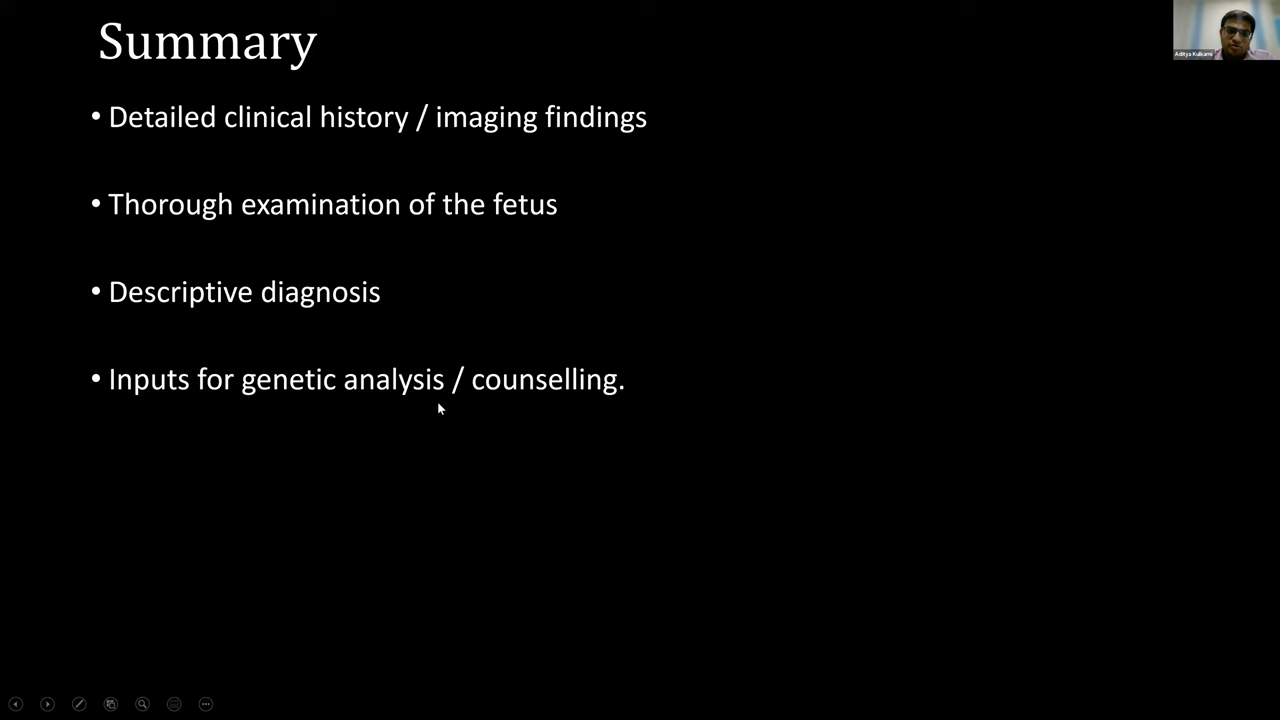 Summary
Aditya Kulkarni
• Detailed clinical history / imaging findings
• Thorough examination of the fetus
• Descriptive diagnosis
• Inputs for genetic analysis / counselling.